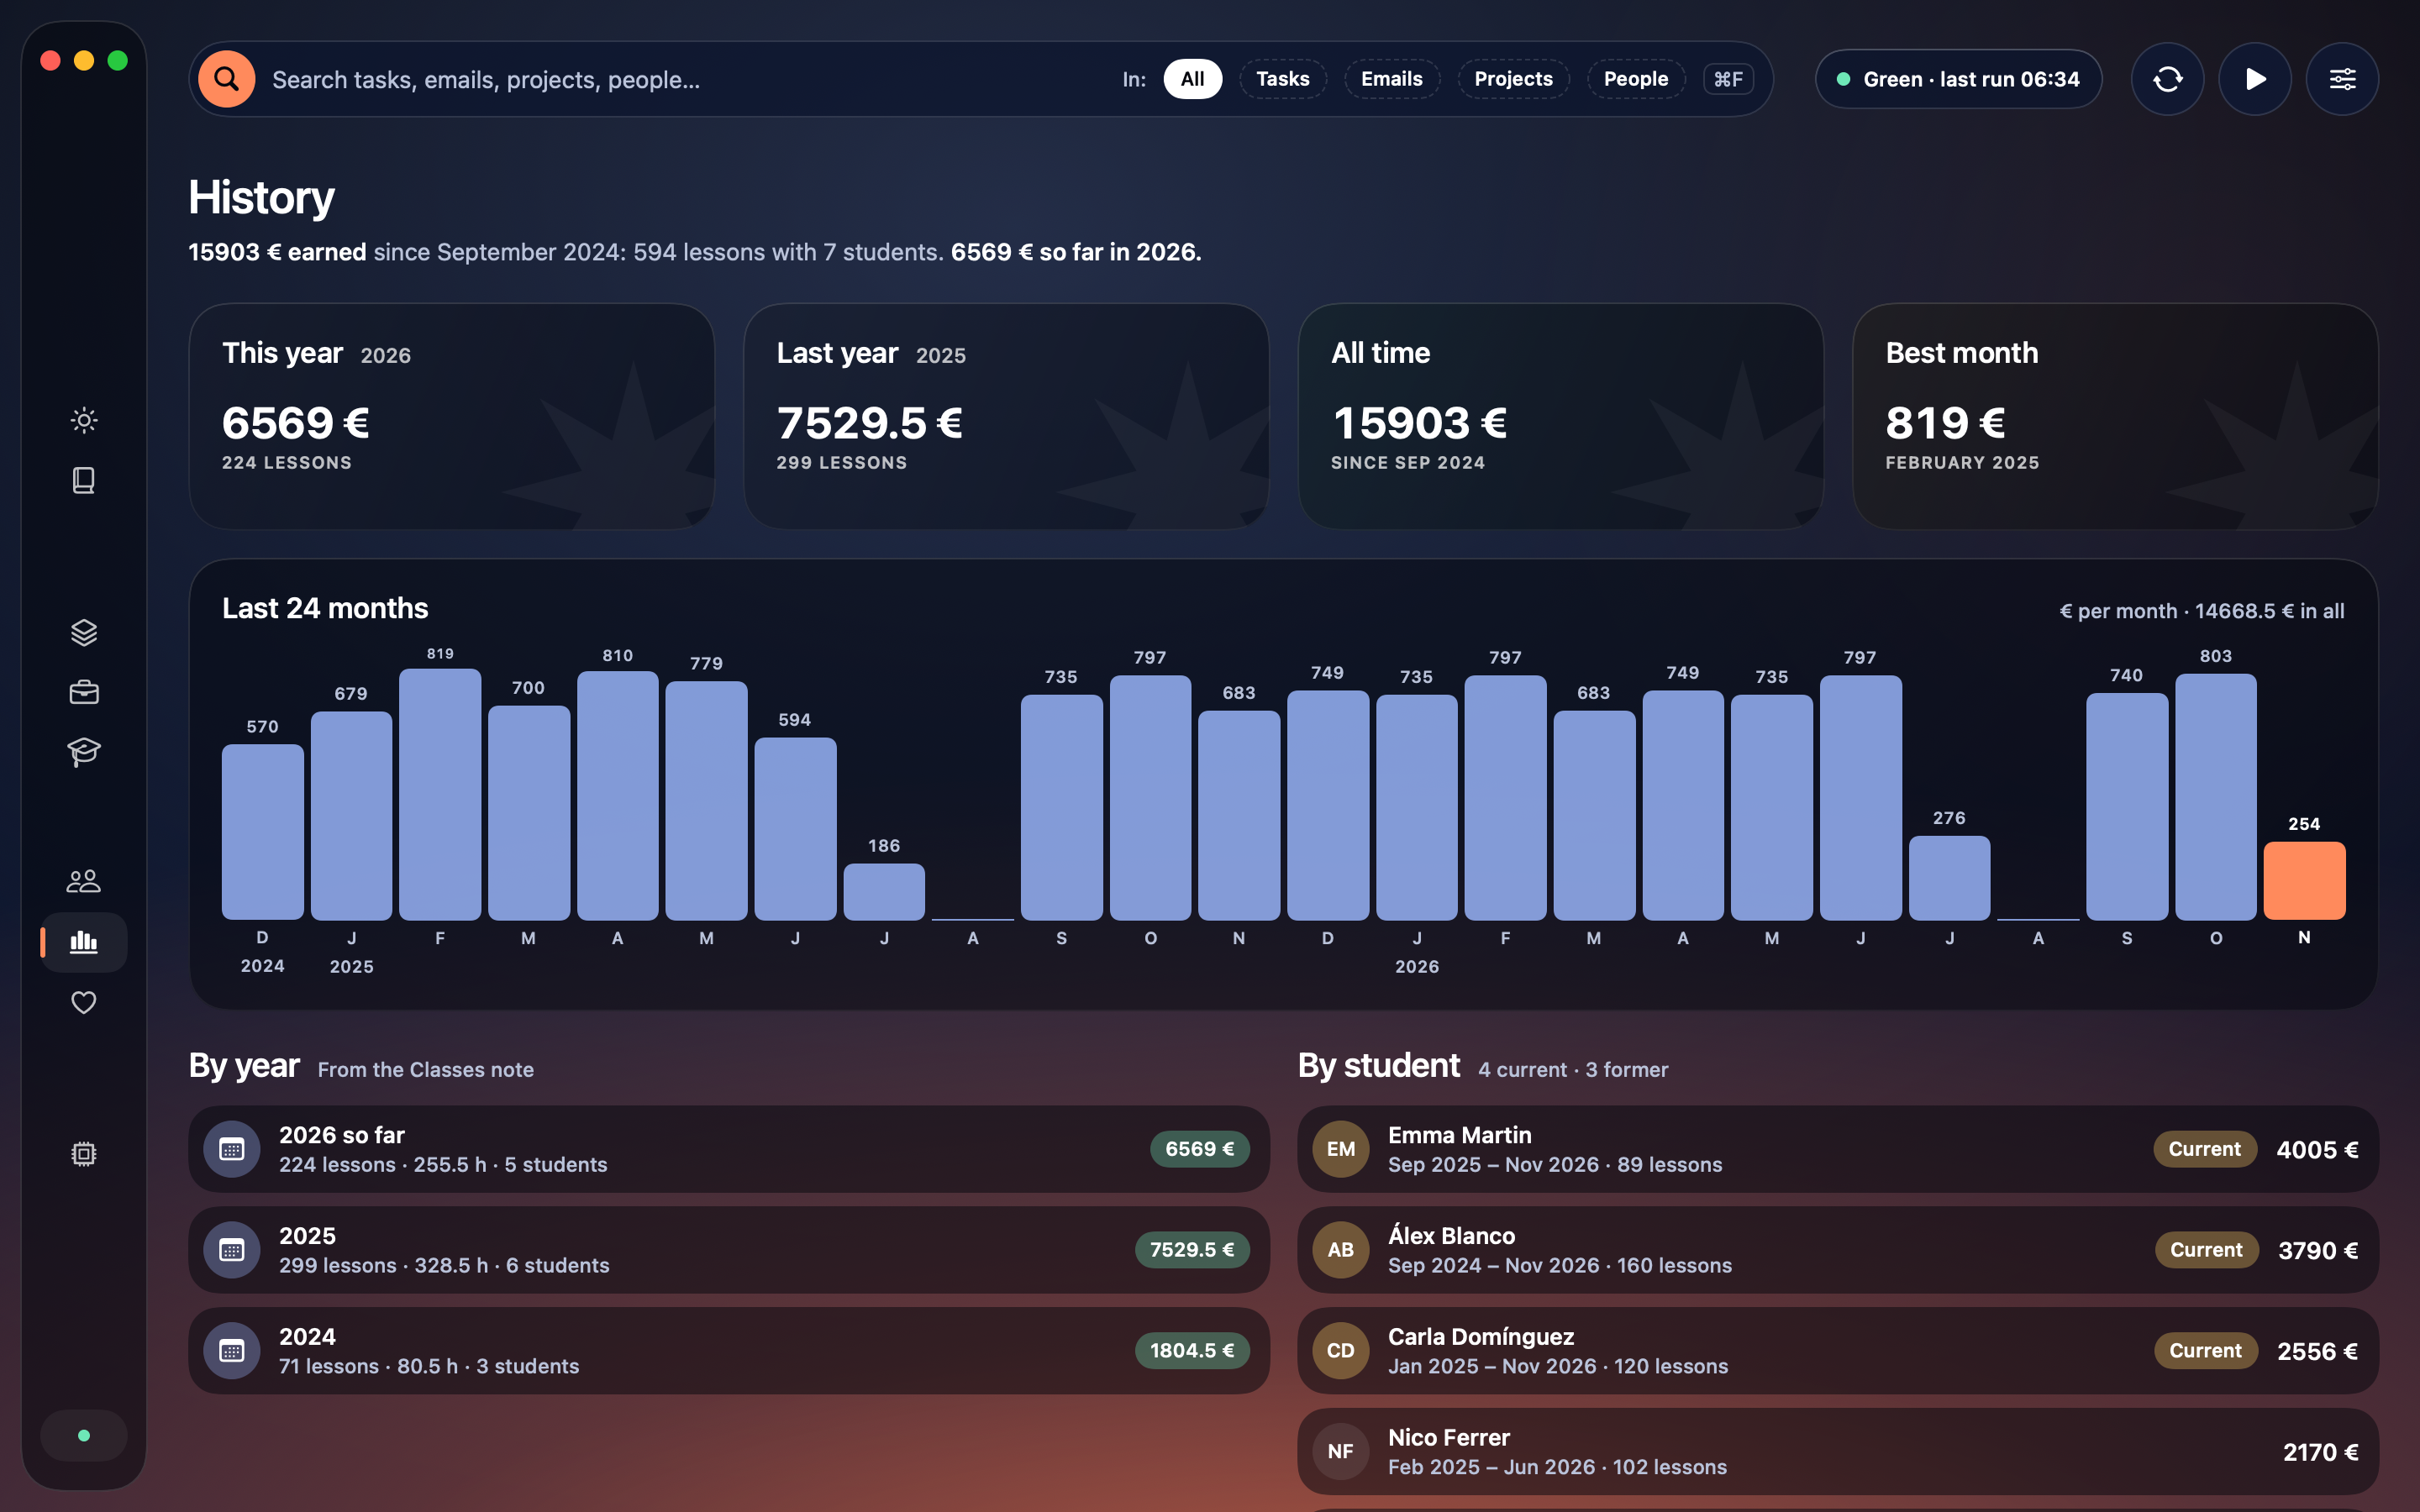 Search tasks, emails, projects, people...
In: All Tasks Emails Projects People ⌘F
Green · last run 06:34
History
15903 € earned since September 2024: 594 lessons with 7 students. 6569 € so far in 2026.
This year 2026
6569 €
224 LESSONS
Last year 2025
7529.5 €
299 LESSONS
All time
15903 €
SINCE SEP 2024
Best month
819 €
FEBRUARY 2025
Last 24 months
€ per month · 14668.5 € in all
570 679 819 700 810 779 594 186 735 797 683 749 735 797 683 749 735 797 276 740 803 254
D J F M A M J J A S O N D J F M A M J J A S O N
2024 2025 2026
By year From the Classes note
2026 so far
224 lessons · 255.5 h · 5 students
6569 €
2025
299 lessons · 328.5 h · 6 students
7529.5 €
2024
71 lessons · 80.5 h · 3 students
1804.5 €
By student 4 current · 3 former
EM
Emma Martin
Sep 2025 – Nov 2026 · 89 lessons
Current 4005 €
AB
Álex Blanco
Sep 2024 – Nov 2026 · 160 lessons
Current 3790 €
CD
Carla Domínguez
Jan 2025 – Nov 2026 · 120 lessons
Current 2556 €
NF
Nico Ferrer
Feb 2025 – Jun 2026 · 102 lessons
2170 €